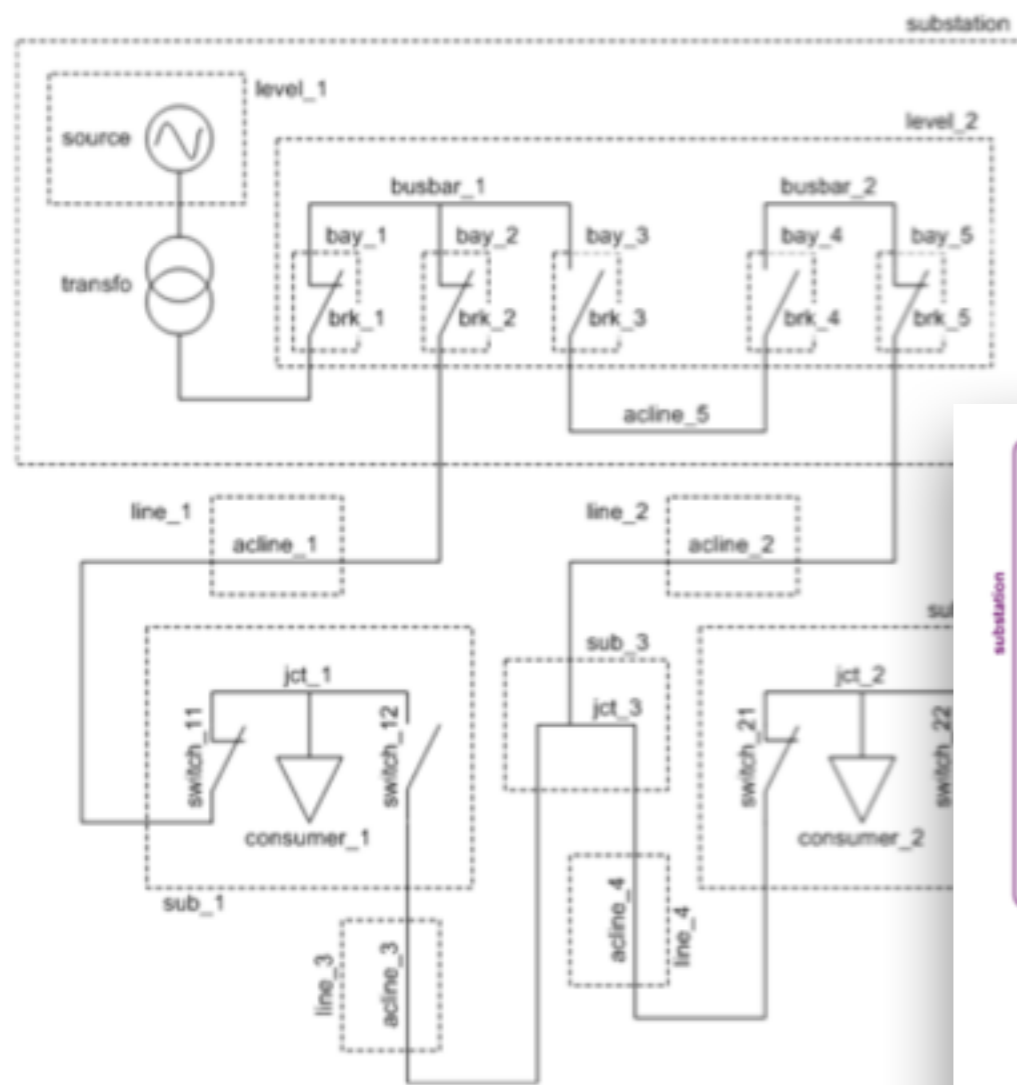 substation
level_1
source
level_2
busbar_1
busbar_2
bay_1
bay_2
bay_3
bay_4
bay_5
transfo
brk_1
brk_2
brk_3
brk_4
brk_5
acline_5
line_1
line_2
acline_1
acline_2
substation
sub_3
jct_1
jct_3
jct_2
switch_11
switch_12
switch_21
switch_22
consumer_1
consumer_2
sub_1
acline_4
line_4
line_3
acline_3